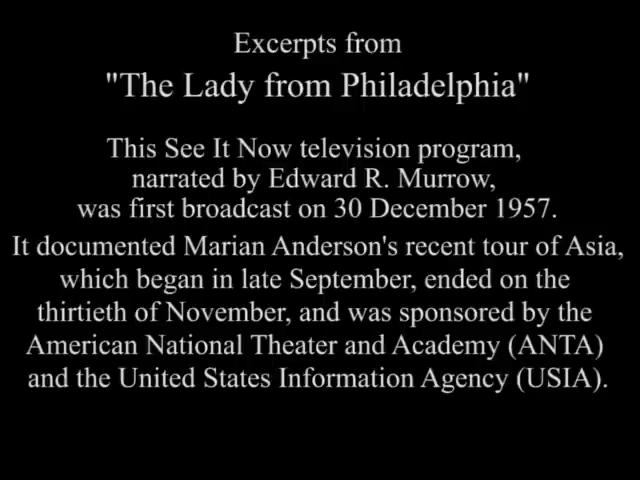 Excerpts from
"The Lady from Philadelphia"
This See It Now television program,
narrated by Edward R. Murrow,
was first broadcast on 30 December 1957.
It documented Marian Anderson's recent tour of Asia,
which began in late September, ended on the
thirtieth of November, and was sponsored by the
American National Theater and Academy (ANTA)
and the United States Information Agency (USIA).